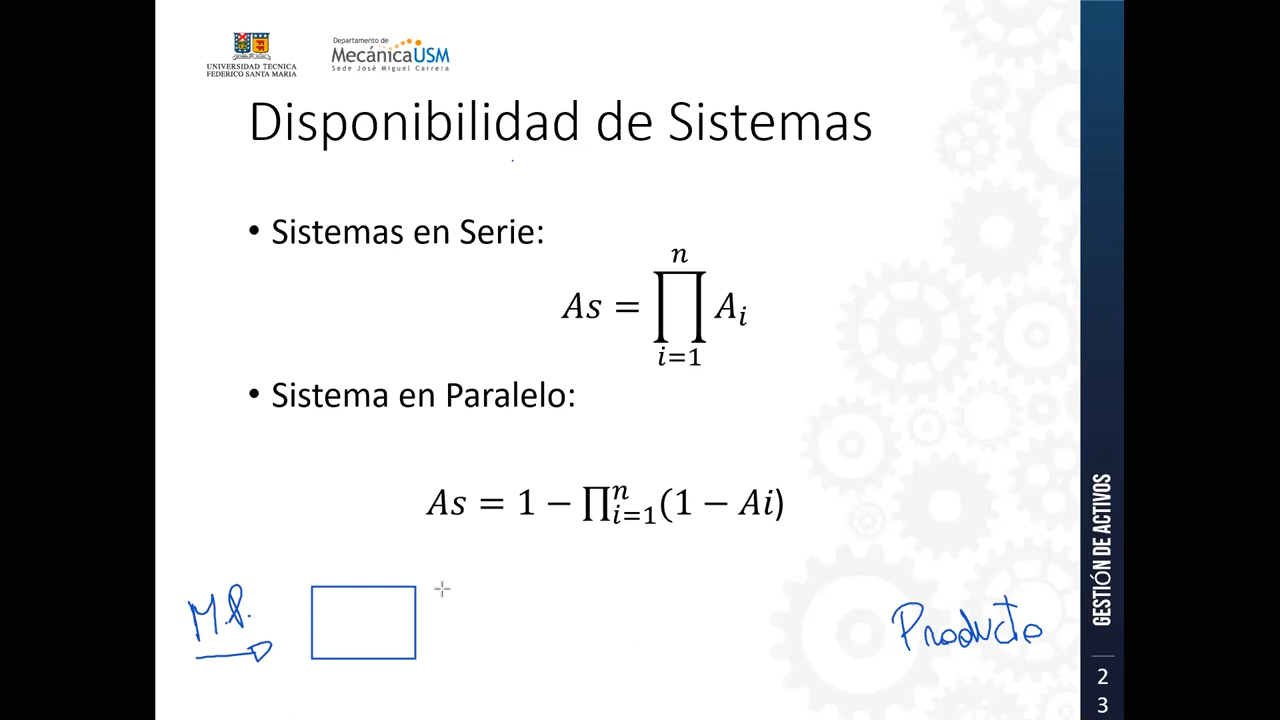 UNIVERSIDAD TECNICA
FEDERICO SANTA MARIA
Departamento de
MecánicaUSM
Sede José Miguel Carrera
Disponibilidad de Sistemas
• Sistemas en Serie:
As = ∏_{i=1}^{n} A_i
• Sistema en Paralelo:
As = 1 − ∏_{i=1}^{n}(1 − Ai)
M.P.
Producto
GESTIÓN DE ACTIVOS
2
3